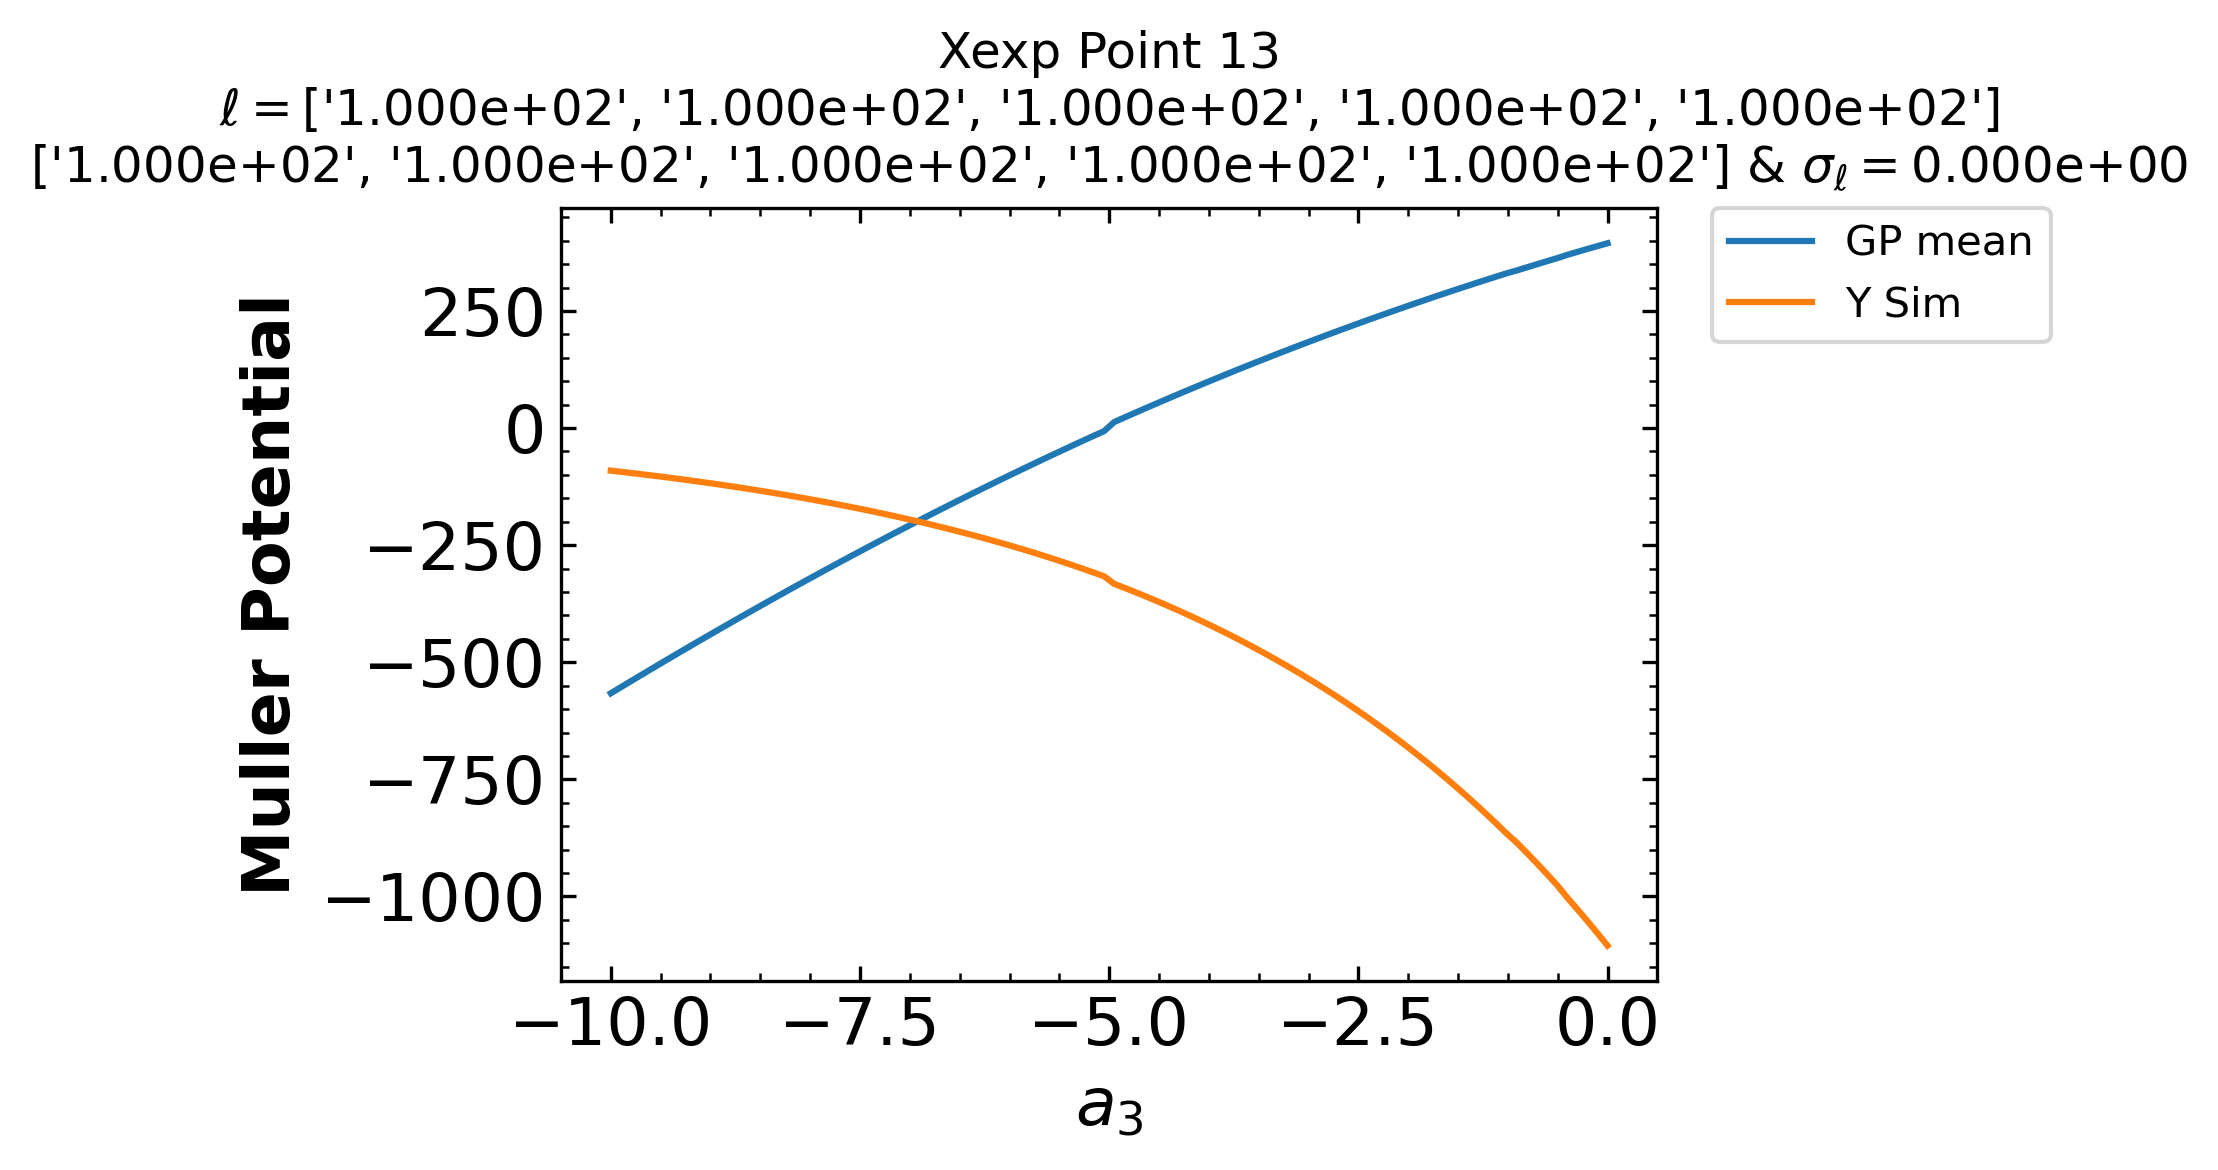 Xexp Point 13
ℓ = ['1.000e+02', '1.000e+02', '1.000e+02', '1.000e+02', '1.000e+02']
['1.000e+02', '1.000e+02', '1.000e+02', '1.000e+02', '1.000e+02'] & σ_ℓ = 0.000e+00
GP mean
Y Sim
Muller Potential
250
0
−250
−500
−750
−1000
−10.0 −7.5 −5.0 −2.5 0.0
a₃